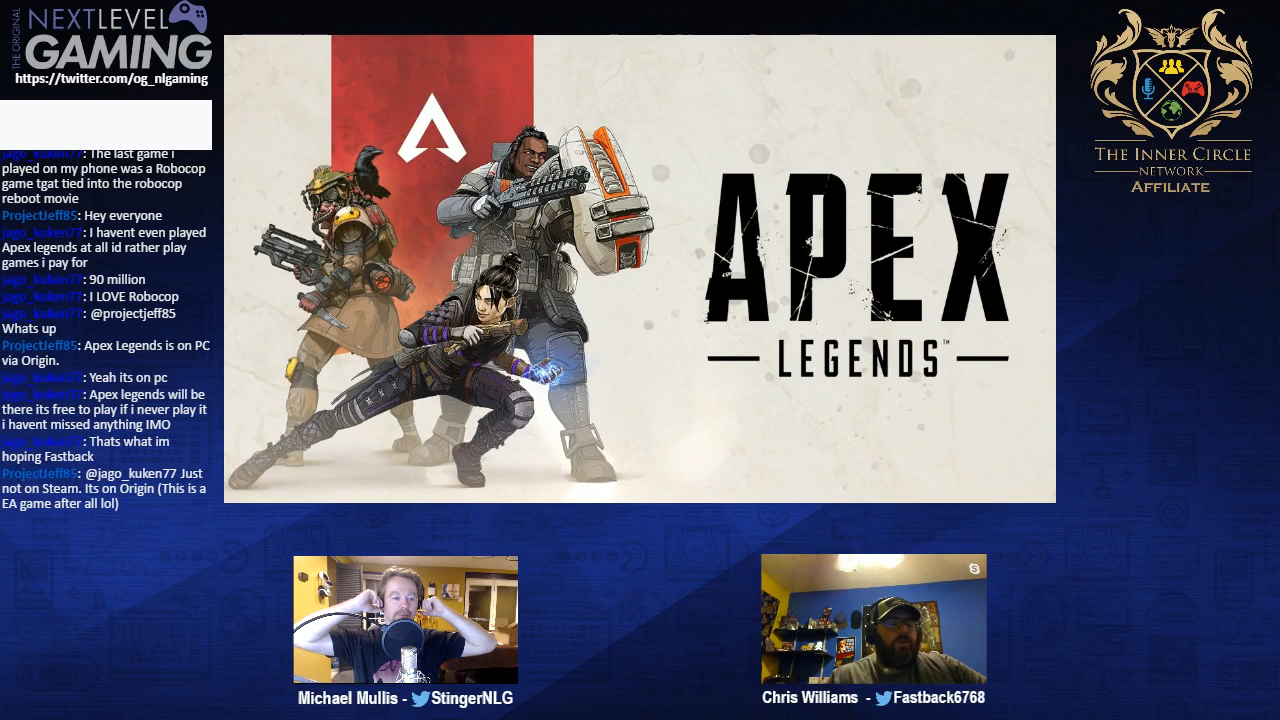 THE ORIGINAL
NEXTLEVEL
GAMING
https://twitter.com/og_nlgaming
jago_kuken77: The last game i
played on my phone was a Robocop
game tgat tied into the robocop
reboot movie
ProjectJeff85: Hey everyone
jago_kuken77: I havent even played
Apex legends at all id rather play
games i pay for
jago_kuken77: 90 million
jago_kuken77: I LOVE Robocop
jago_kuken77: @projectjeff85
Whats up
ProjectJeff85: Apex Legends is on PC
via Origin.
jago_kuken77: Yeah its on pc
jago_kuken77: Apex legends will be
there its free to play if i never play it
i havent missed anything IMO
jago_kuken77: Thats what im
hoping Fastback
ProjectJeff85: @jago_kuken77 Just
not on Steam. Its on Origin (This is a
EA game after all lol)
APEX
LEGENDS™
THE INNER CIRCLE
NETWORK
AFFILIATE
Michael Mullis - StingerNLG
Chris Williams - Fastback6768